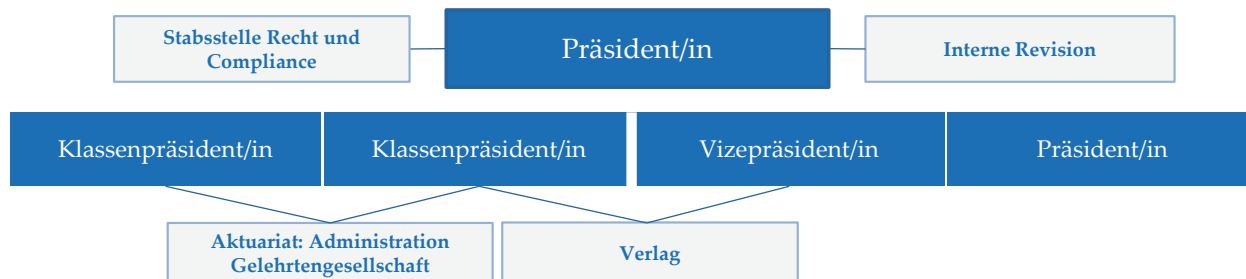 Stabsstelle Recht und
Compliance
Präsident/in
Interne Revision
Klassenpräsident/in
Klassenpräsident/in
Vizepräsident/in
Präsident/in
Aktuariat: Administration
Gelehrtengesellschaft
Verlag